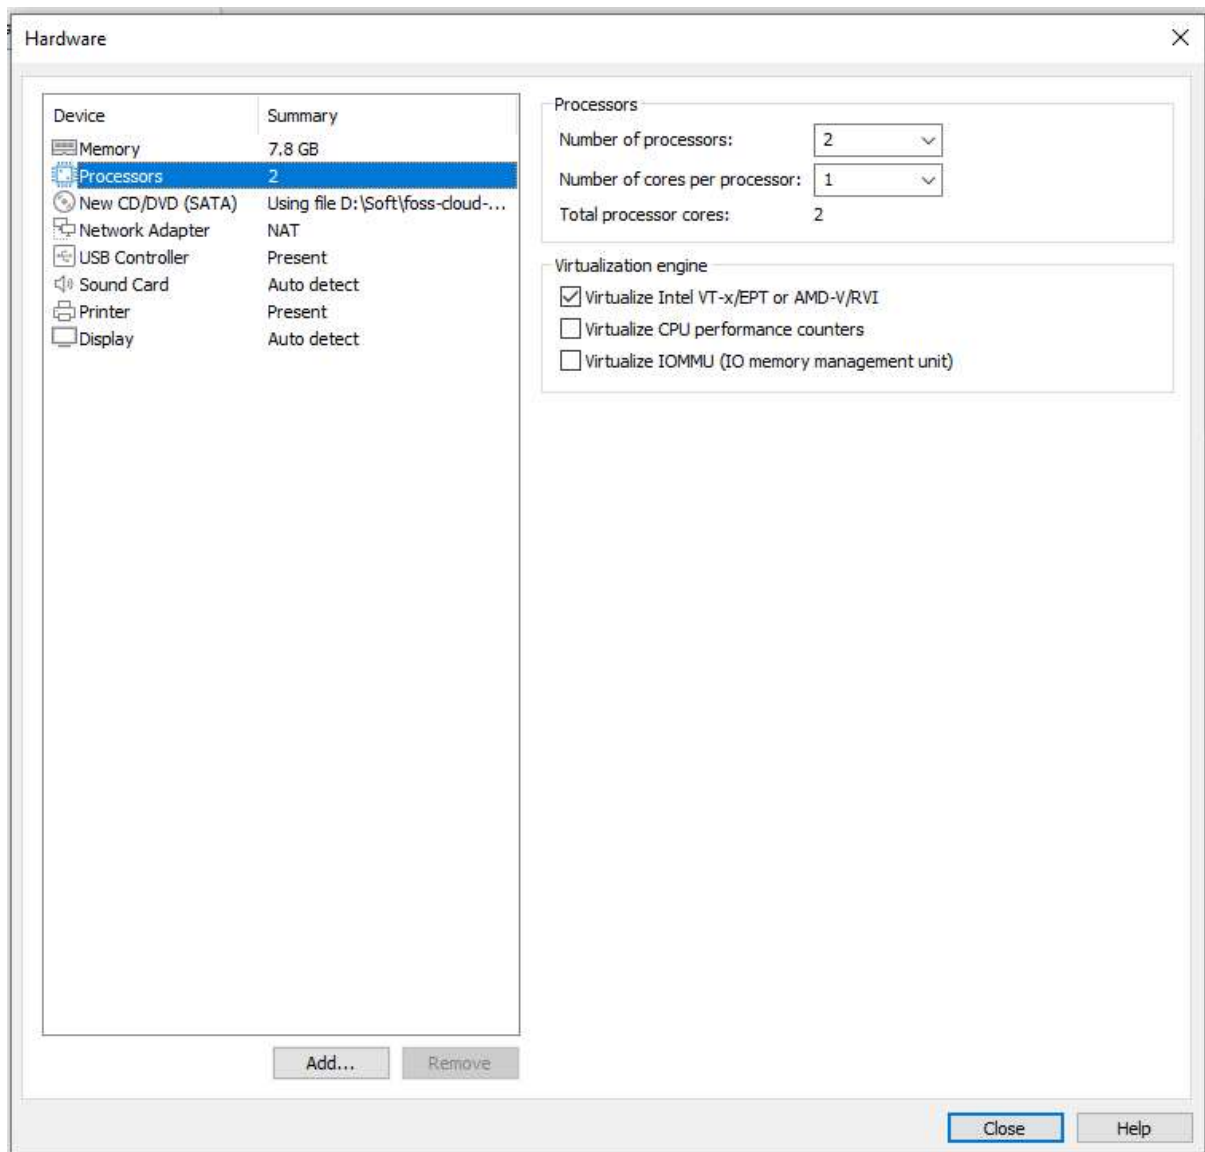 Hardware
Device Summary
Memory 7.8 GB
Processors 2
New CD/DVD (SATA) Using file D:\Soft\foss-cloud-...
Network Adapter NAT
USB Controller Present
Sound Card Auto detect
Printer Present
Display Auto detect
Add... Remove
Processors
Number of processors: 2
Number of cores per processor: 1
Total processor cores: 2
Virtualization engine
Virtualize Intel VT-x/EPT or AMD-V/RVI
Virtualize CPU performance counters
Virtualize IOMMU (IO memory management unit)
Close Help